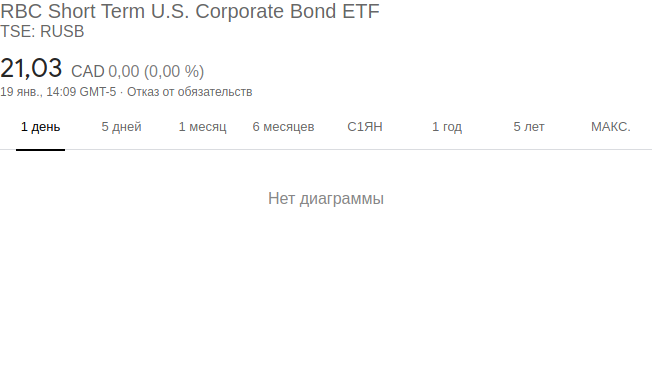 RBC Short Term U.S. Corporate Bond ETF
TSE: RUSB
21,03 CAD 0,00 (0,00 %)
19 янв., 14:09 GMT-5 · Отказ от обязательств
1 день 5 дней 1 месяц 6 месяцев С1ЯН 1 год 5 лет МАКС.
Нет диаграммы